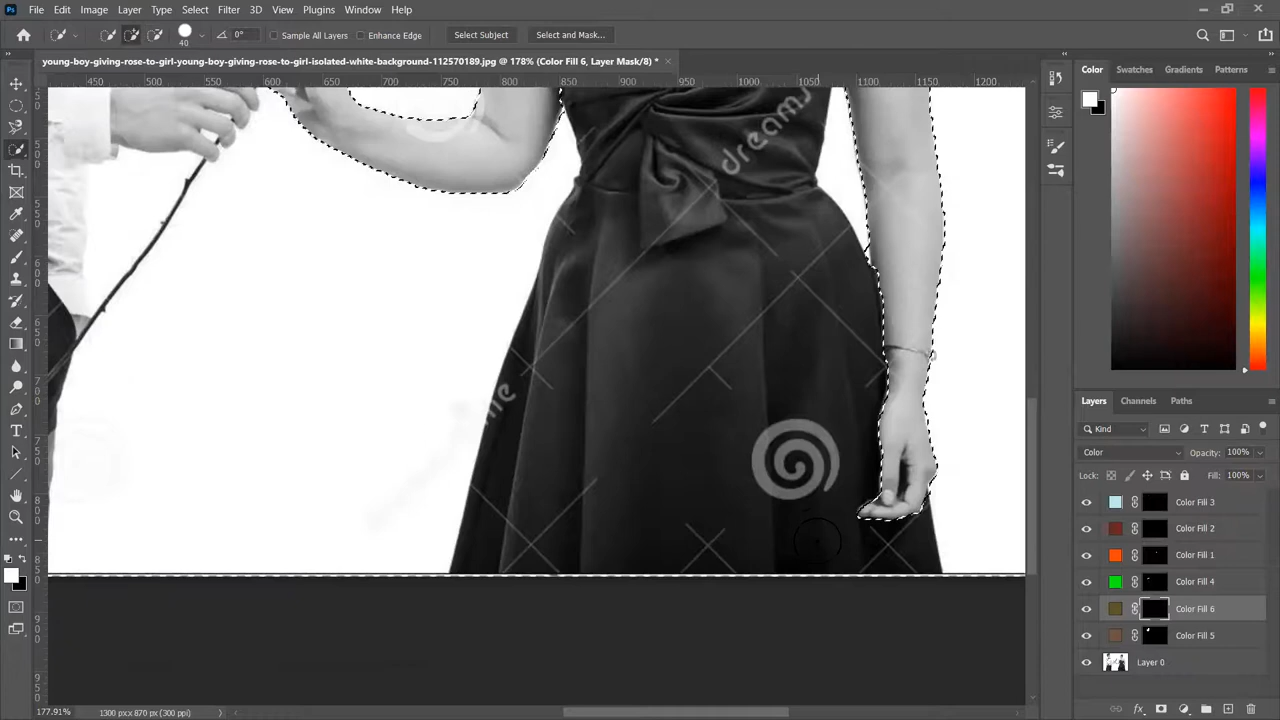 Ps File Edit Image Layer Type Select Filter 3D View Plugins Window Help
40 0° Sample All Layers Enhance Edge Select Subject Select and Mask...
young-boy-giving-rose-to-girl-young-boy-giving-rose-to-girl-isolated-white-background-112570189.jpg @ 178% (Color Fill 6, Layer Mask/8) *
450 500 550 600 650 700 750 800 850 900 950 1000 1050 1100 1150 1200
Color Swatches Gradients Patterns
dreams
me
Layers Channels Paths
Kind
Color Opacity: 100%
Lock: Fill: 100%
Color Fill 3
Color Fill 2
Color Fill 1
Color Fill 4
Color Fill 6
Color Fill 5
Layer 0
177.91% 1300 px x 870 px (300 ppi)